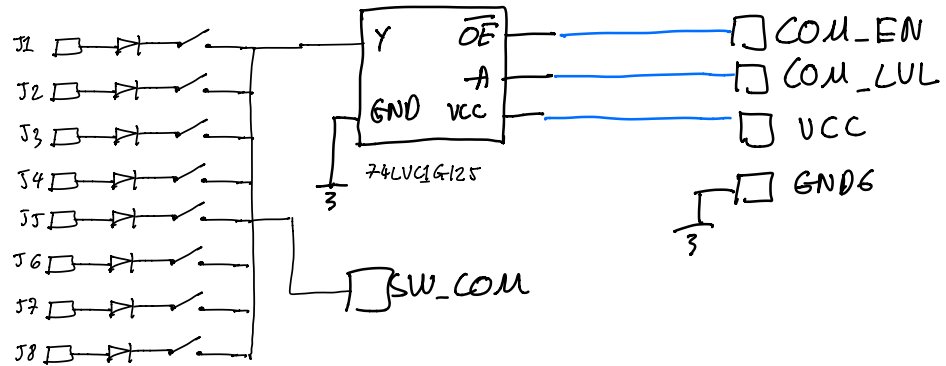 J1
J2
J3
J4
J5
J6
J7
J8
Y
OE
A
GND
VCC
74LVC1G125
3
SW_COM
COM_EN
COM_LVL
VCC
GND6
3